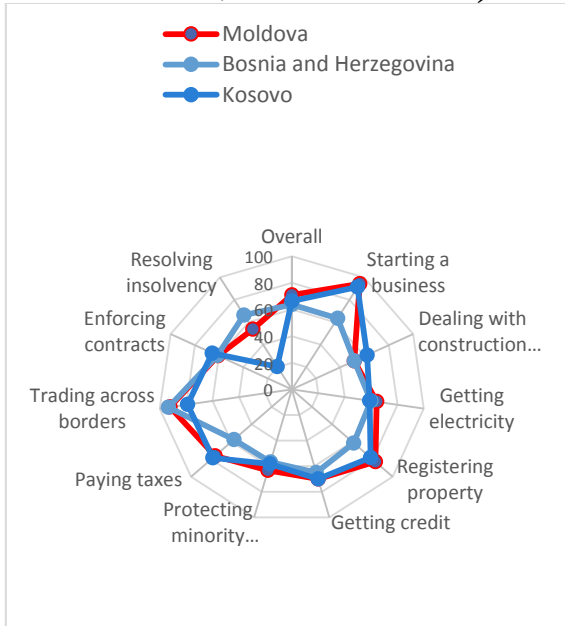 Moldova
Bosnia and Herzegovina
Kosovo
Overall
Starting a
business
Dealing with
construction...
Getting
electricity
Registering
property
Getting credit
Protecting
minority...
Paying taxes
Trading across
borders
Enforcing
contracts
Resolving
insolvency
100
80
60
40
20
0